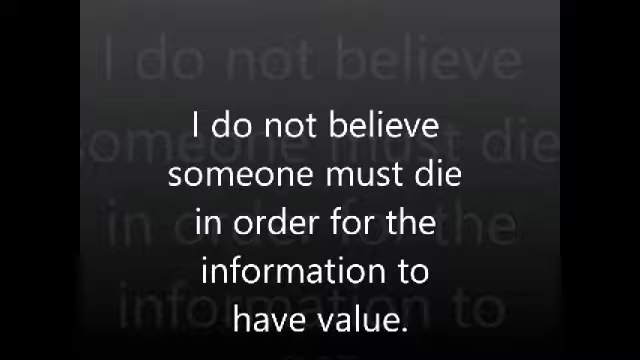 I do not believe
someone must die
in order for the
information to
have value.